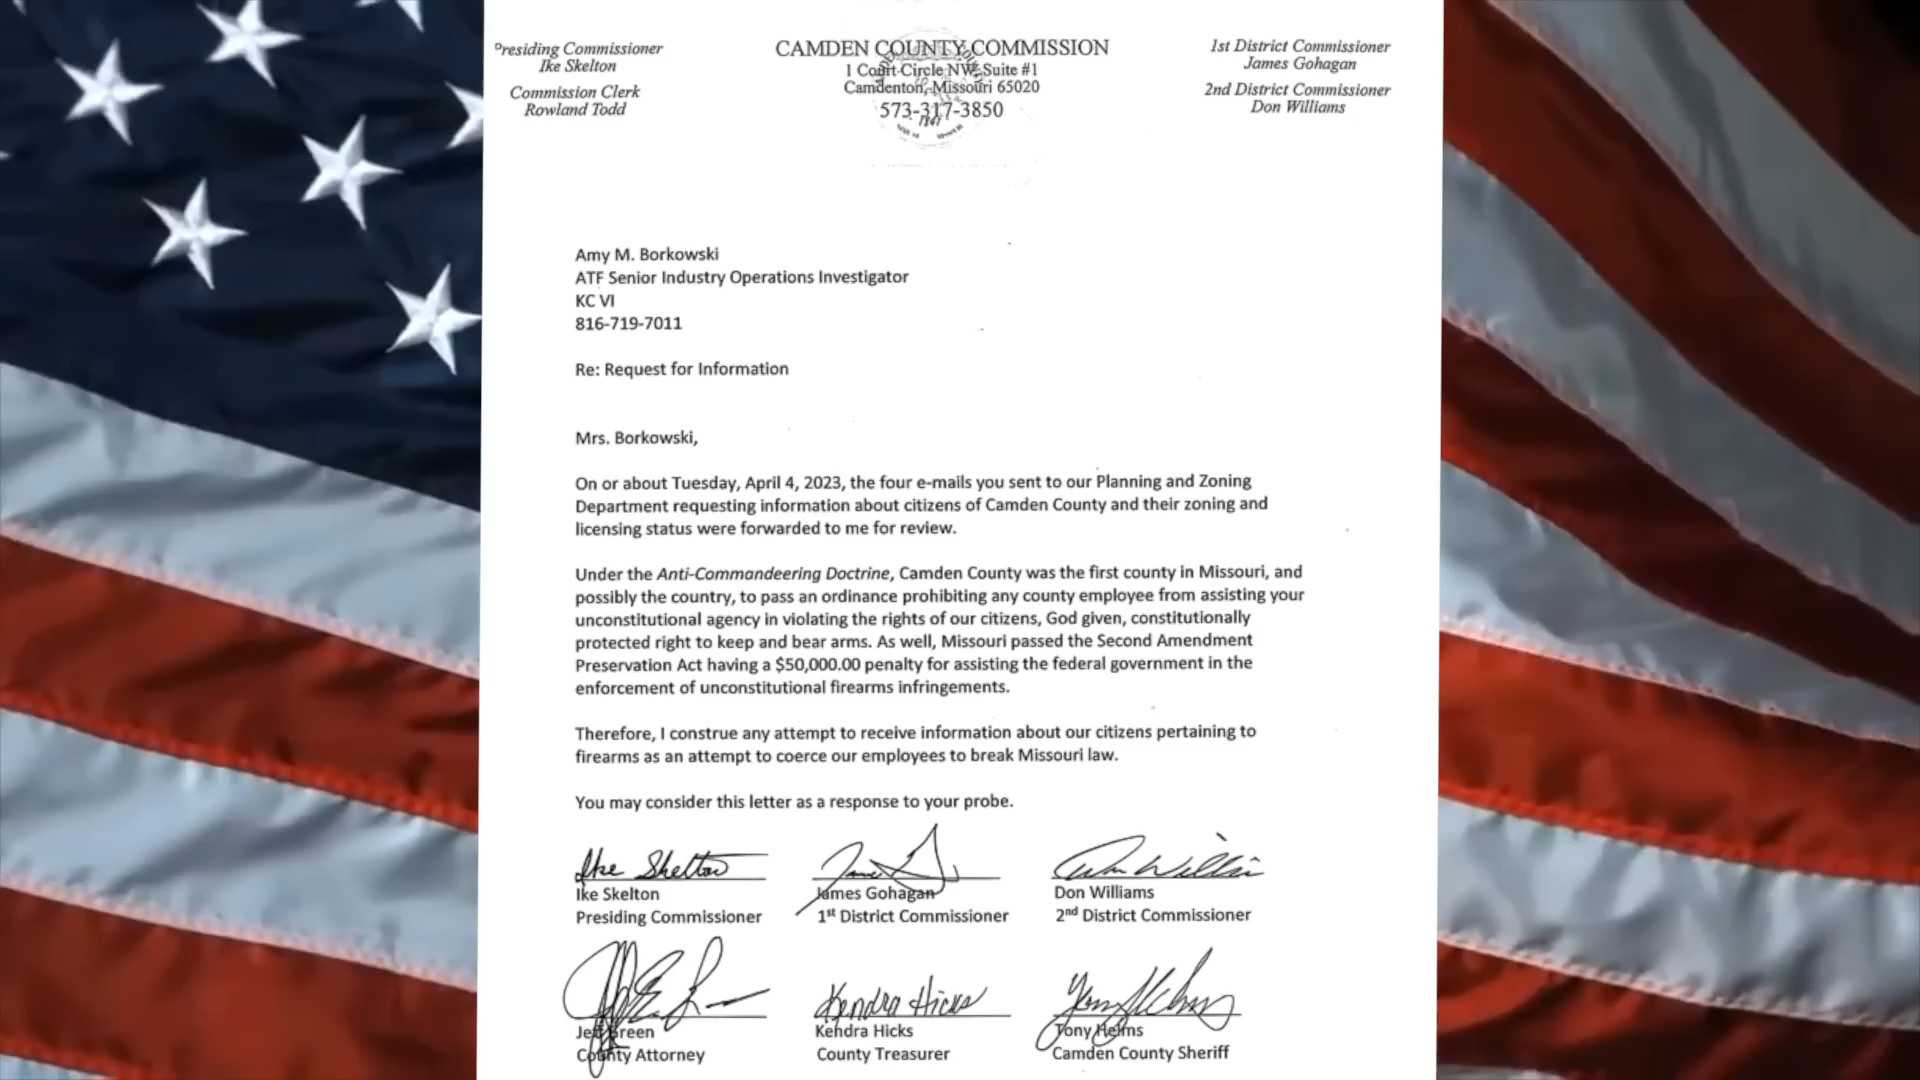 Presiding Commissioner
Ike Skelton
Commission Clerk
Rowland Todd
CAMDEN COUNTY COMMISSION
1 Court Circle NW, Suite #1
Camdenton, Missouri 65020
573-317-3850
1841
1st District Commissioner
James Gohagan
2nd District Commissioner
Don Williams
Amy M. Borkowski
ATF Senior Industry Operations Investigator
KC VI
816-719-7011
Re: Request for Information
Mrs. Borkowski,
On or about Tuesday, April 4, 2023, the four e-mails you sent to our Planning and Zoning
Department requesting information about citizens of Camden County and their zoning and
licensing status were forwarded to me for review.
Under the Anti-Commandeering Doctrine, Camden County was the first county in Missouri, and
possibly the country, to pass an ordinance prohibiting any county employee from assisting your
unconstitutional agency in violating the rights of our citizens, God given, constitutionally
protected right to keep and bear arms. As well, Missouri passed the Second Amendment
Preservation Act having a $50,000.00 penalty for assisting the federal government in the
enforcement of unconstitutional firearms infringements.
Therefore, I construe any attempt to receive information about our citizens pertaining to
firearms as an attempt to coerce our employees to break Missouri law.
You may consider this letter as a response to your probe.
Ike Skelton
Don Willi
Ike Skelton
Presiding Commissioner
James Gohagan
1st District Commissioner
Don Williams
2nd District Commissioner
Kendra Hicks
Tony Helms
Jeff Green
County Attorney
Kendra Hicks
County Treasurer
Tony Helms
Camden County Sheriff